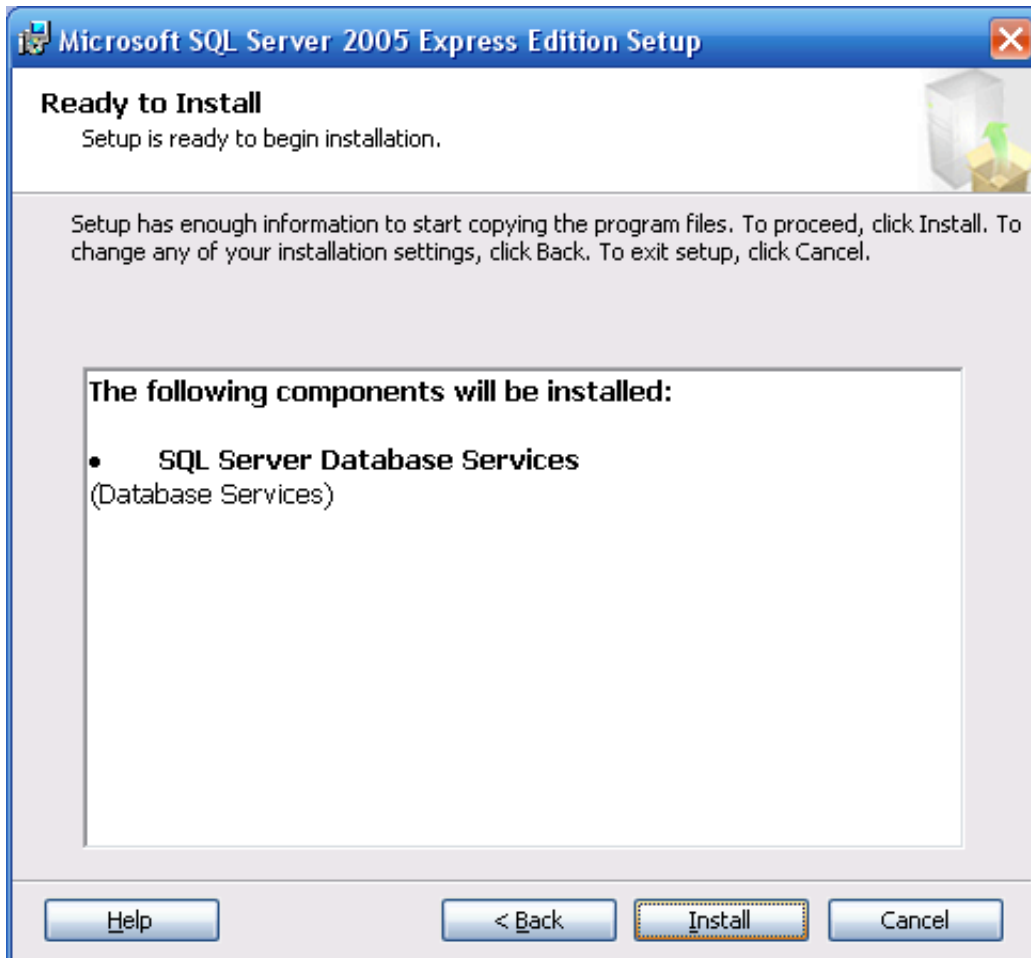 Microsoft SQL Server 2005 Express Edition Setup
Ready to Install
Setup is ready to begin installation.
Setup has enough information to start copying the program files. To proceed, click Install. To
change any of your installation settings, click Back. To exit setup, click Cancel.
The following components will be installed:
• SQL Server Database Services
(Database Services)
Help
< Back
Install
Cancel